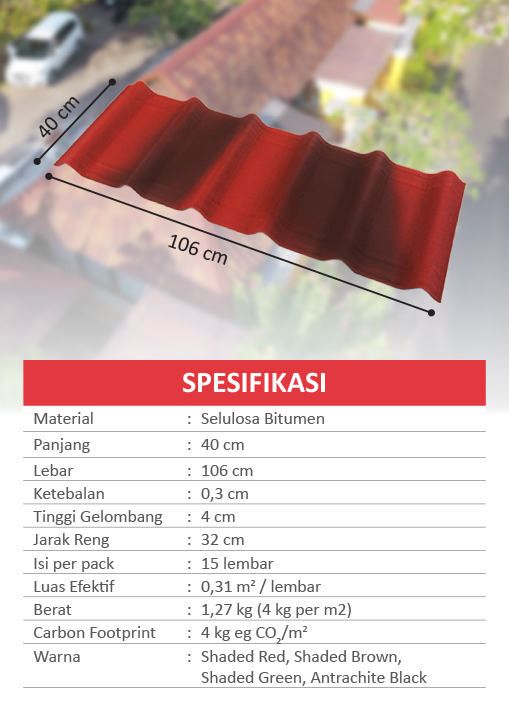 40 cm
106 cm
SPESIFIKASI
Material : Selulosa Bitumen
Panjang : 40 cm
Lebar : 106 cm
Ketebalan : 0,3 cm
Tinggi Gelombang : 4 cm
Jarak Reng : 32 cm
Isi per pack : 15 lembar
Luas Efektif : 0,31 m² / lembar
Berat : 1,27 kg (4 kg per m2)
Carbon Footprint : 4 kg eg CO₂/m²
Warna : Shaded Red, Shaded Brown,
Shaded Green, Antrachite Black